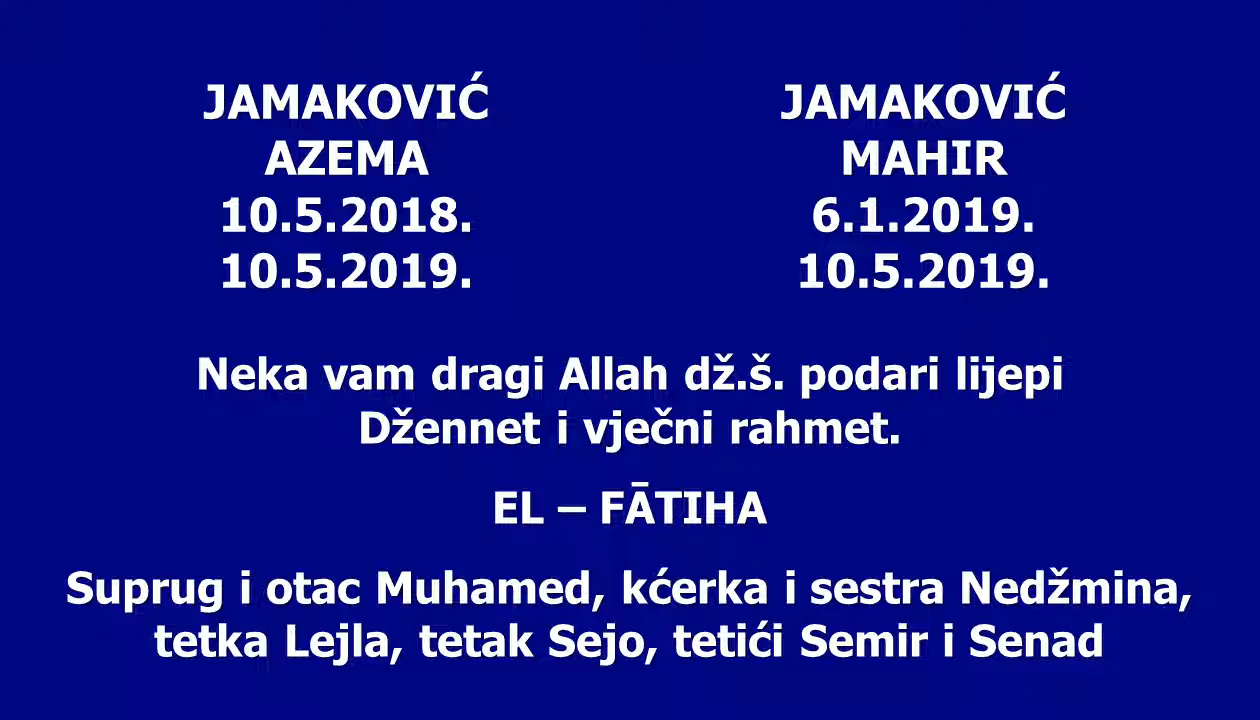 JAMAKOVIĆ
AZEMA
10.5.2018.
10.5.2019.
JAMAKOVIĆ
MAHIR
6.1.2019.
10.5.2019.
Neka vam dragi Allah dž.š. podari lijepi
Džennet i vječni rahmet.
EL – FĀTIHA
Suprug i otac Muhamed, kćerka i sestra Nedžmina,
tetka Lejla, tetak Sejo, tetići Semir i Senad